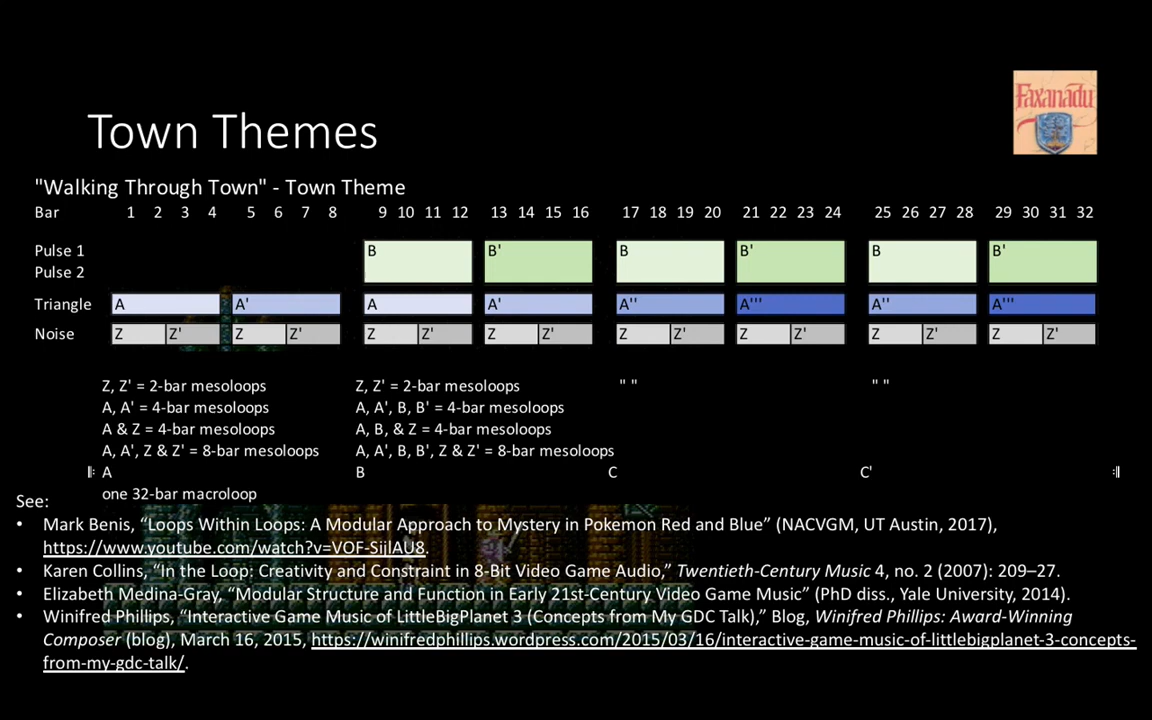 Faxanadu
Town Themes
"Walking Through Town" - Town Theme
Bar 1 2 3 4 5 6 7 8 9 10 11 12 13 14 15 16 17 18 19 20 21 22 23 24 25 26 27 28 29 30 31 32
Pulse 1 B B' B B' B B'
Pulse 2
Triangle A A' A A' A'' A''' A'' A'''
Noise Z Z' Z Z' Z Z' Z Z' Z Z' Z Z' Z Z' Z Z'
Z, Z' = 2-bar mesoloops Z, Z' = 2-bar mesoloops " " " "
A, A' = 4-bar mesoloops A, A', B, B' = 4-bar mesoloops
A & Z = 4-bar mesoloops A, B, & Z = 4-bar mesoloops
A, A', Z & Z' = 8-bar mesoloops A, A', B, B', Z & Z' = 8-bar mesoloops
𝄆 A B C C' 𝄇
one 32-bar macroloop
See:
• Mark Benis, “Loops Within Loops: A Modular Approach to Mystery in Pokemon Red and Blue” (NACVGM, UT Austin, 2017),
https://www.youtube.com/watch?v=VOF-SijlAU8.
• Karen Collins, “In the Loop: Creativity and Constraint in 8-Bit Video Game Audio,” Twentieth-Century Music 4, no. 2 (2007): 209–27.
• Elizabeth Medina-Gray, “Modular Structure and Function in Early 21st-Century Video Game Music” (PhD diss., Yale University, 2014).
• Winifred Phillips, “Interactive Game Music of LittleBigPlanet 3 (Concepts from My GDC Talk),” Blog, Winifred Phillips: Award-Winning
Composer (blog), March 16, 2015, https://winifredphillips.wordpress.com/2015/03/16/interactive-game-music-of-littlebigplanet-3-concepts-
from-my-gdc-talk/.